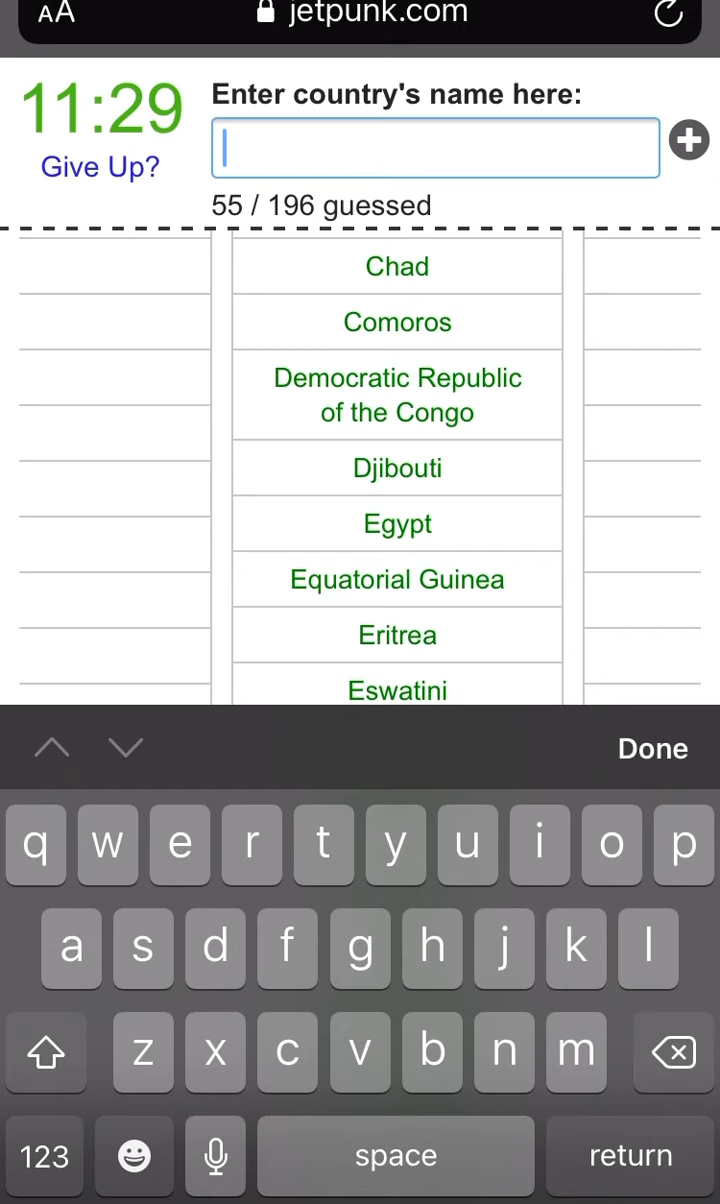 AA jetpunk.com
11:29
Give Up?
Enter country's name here:
55 / 196 guessed
Chad
Comoros
Democratic Republic
of the Congo
Djibouti
Egypt
Equatorial Guinea
Eritrea
Eswatini
Done
q w e r t y u i o p
a s d f g h j k l
z x c v b n m
123 space return